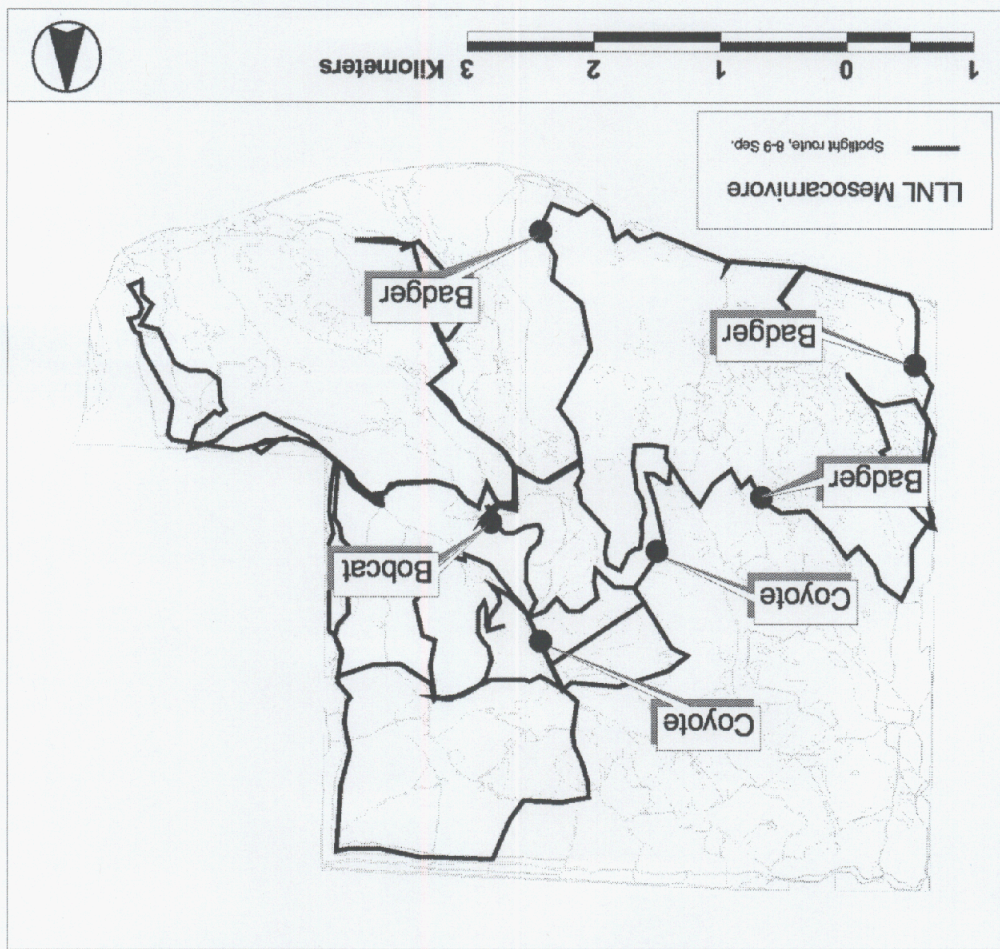 Coyote
Coyote
Bobcat
Badger
Badger
Badger
LLNL Mesocarnivore
Spotlight route, 8-9 Sep.
1 0 1 2 3 Kilometers